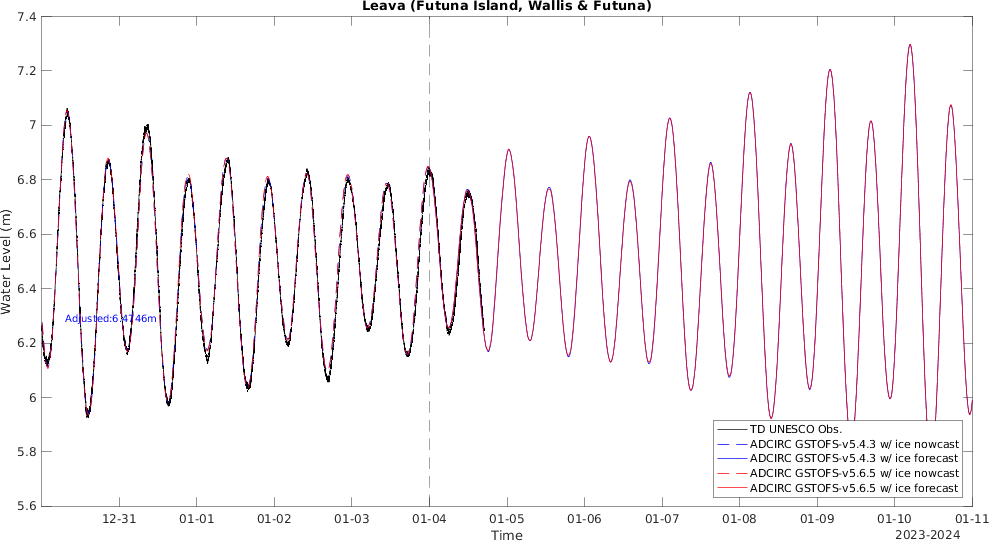 Leava (Futuna Island, Wallis & Futuna)
7.4
7.2
7
6.8
6.6
6.4
6.2
6
5.8
5.6
Water Level (m)
Adjusted:6.4746m
TD UNESCO Obs.
ADCIRC GSTOFS-v5.4.3 w/ ice nowcast
ADCIRC GSTOFS-v5.4.3 w/ ice forecast
ADCIRC GSTOFS-v5.6.5 w/ ice nowcast
ADCIRC GSTOFS-v5.6.5 w/ ice forecast
12-31 01-01 01-02 01-03 01-04 01-05 01-06 01-07 01-08 01-09 01-10 01-11
Time
2023-2024